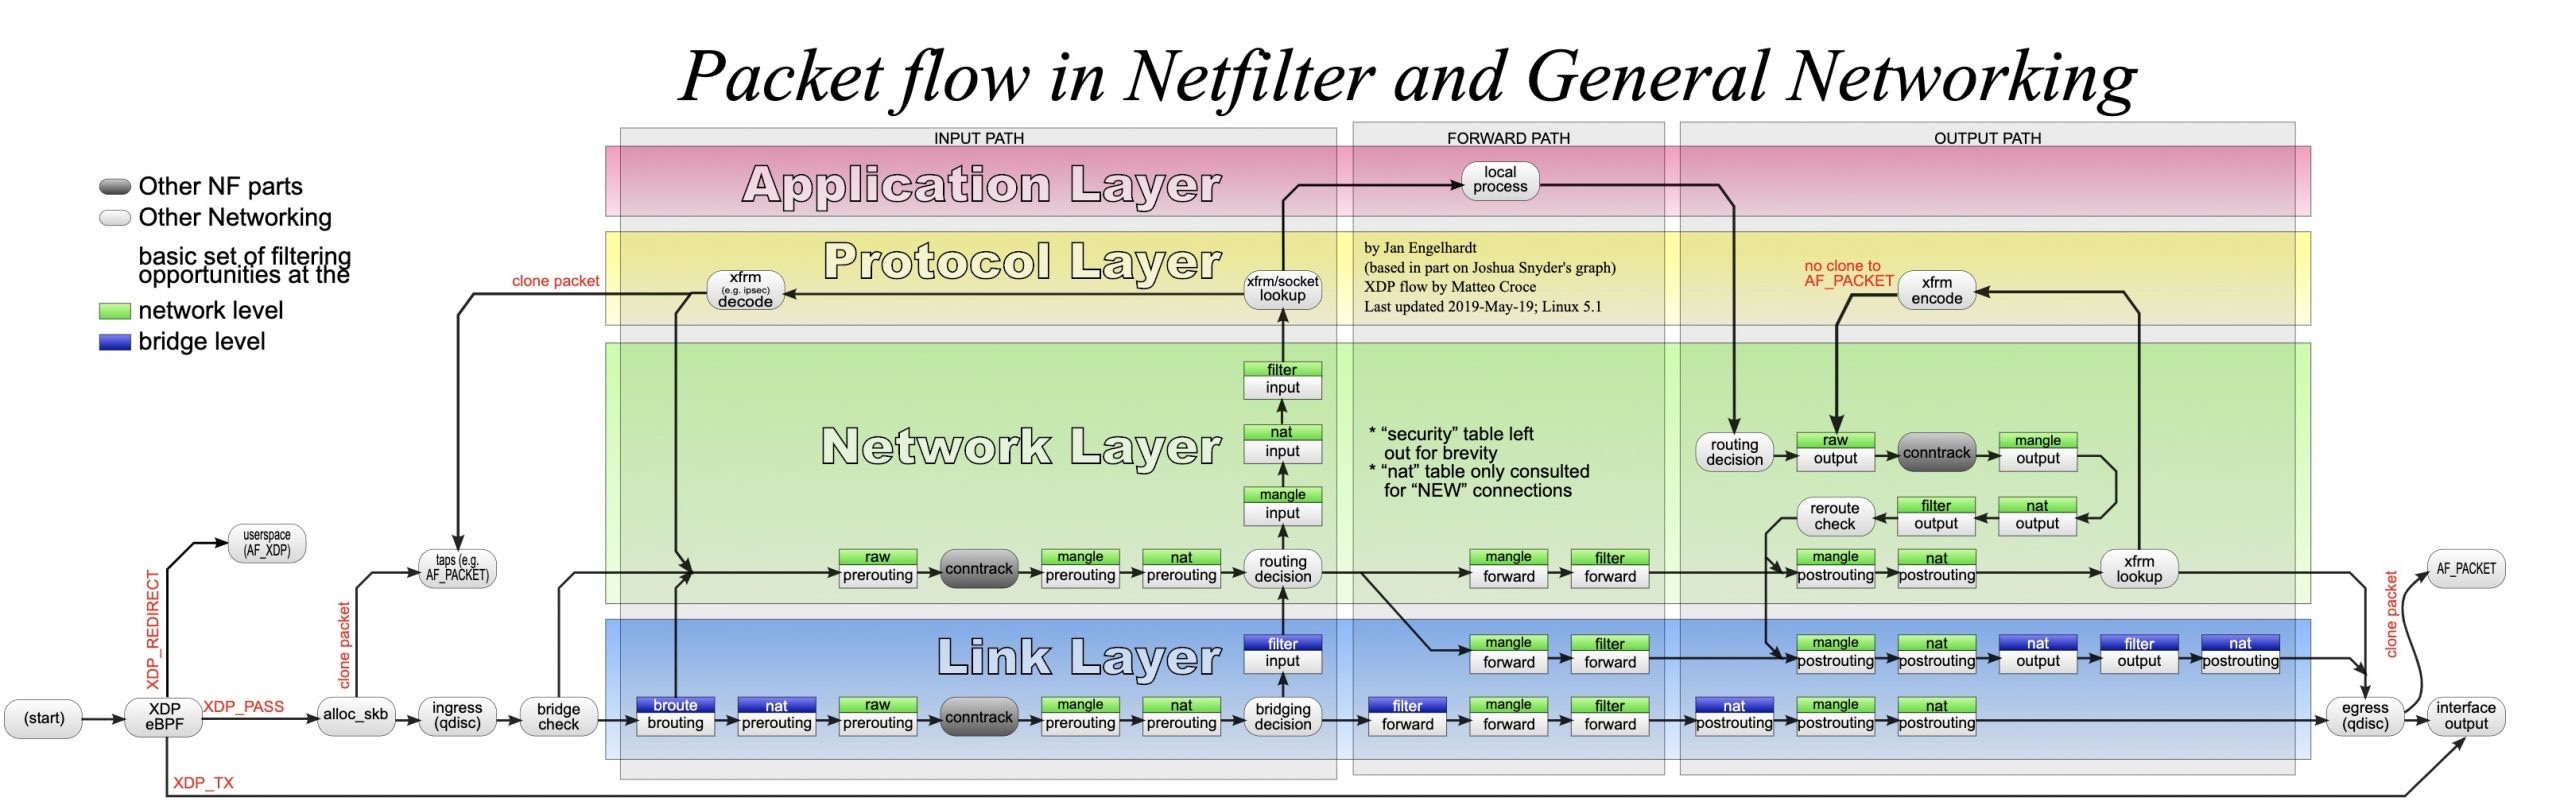 Packet flow in Netfilter and General Networking
INPUT PATH
FORWARD PATH
OUTPUT PATH
Other NF parts
Other Networking
basic set of filtering
opportunities at the
network level
bridge level
Application Layer
local
process
Protocol Layer
by Jan Engelhardt
(based in part on Joshua Snyder's graph)
XDP flow by Matteo Croce
Last updated 2019-May-19; Linux 5.1
clone packet
xfrm
(e.g. ipsec)
decode
xfrm/socket
lookup
no clone to
AF_PACKET
xfrm
encode
Network Layer
filter
input
nat
input
mangle
input
* “security” table left
out for brevity
* “nat” table only consulted
for “NEW” connections
routing
decision
raw
output
conntrack
mangle
output
reroute
check
filter
output
nat
output
userspace
(AF_XDP)
taps (e.g.
AF_PACKET)
raw
prerouting
conntrack
mangle
prerouting
nat
prerouting
routing
decision
mangle
forward
filter
forward
mangle
postrouting
nat
postrouting
xfrm
lookup
AF_PACKET
XDP_REDIRECT
clone packet
clone packet
Link Layer
filter
input
mangle
forward
filter
forward
mangle
postrouting
nat
postrouting
nat
output
filter
output
nat
postrouting
(start)
XDP
eBPF
XDP_PASS
alloc_skb
ingress
(qdisc)
bridge
check
broute
brouting
nat
prerouting
raw
prerouting
conntrack
mangle
prerouting
nat
prerouting
bridging
decision
filter
forward
mangle
forward
filter
forward
nat
postrouting
mangle
postrouting
nat
postrouting
egress
(qdisc)
interface
output
XDP_TX